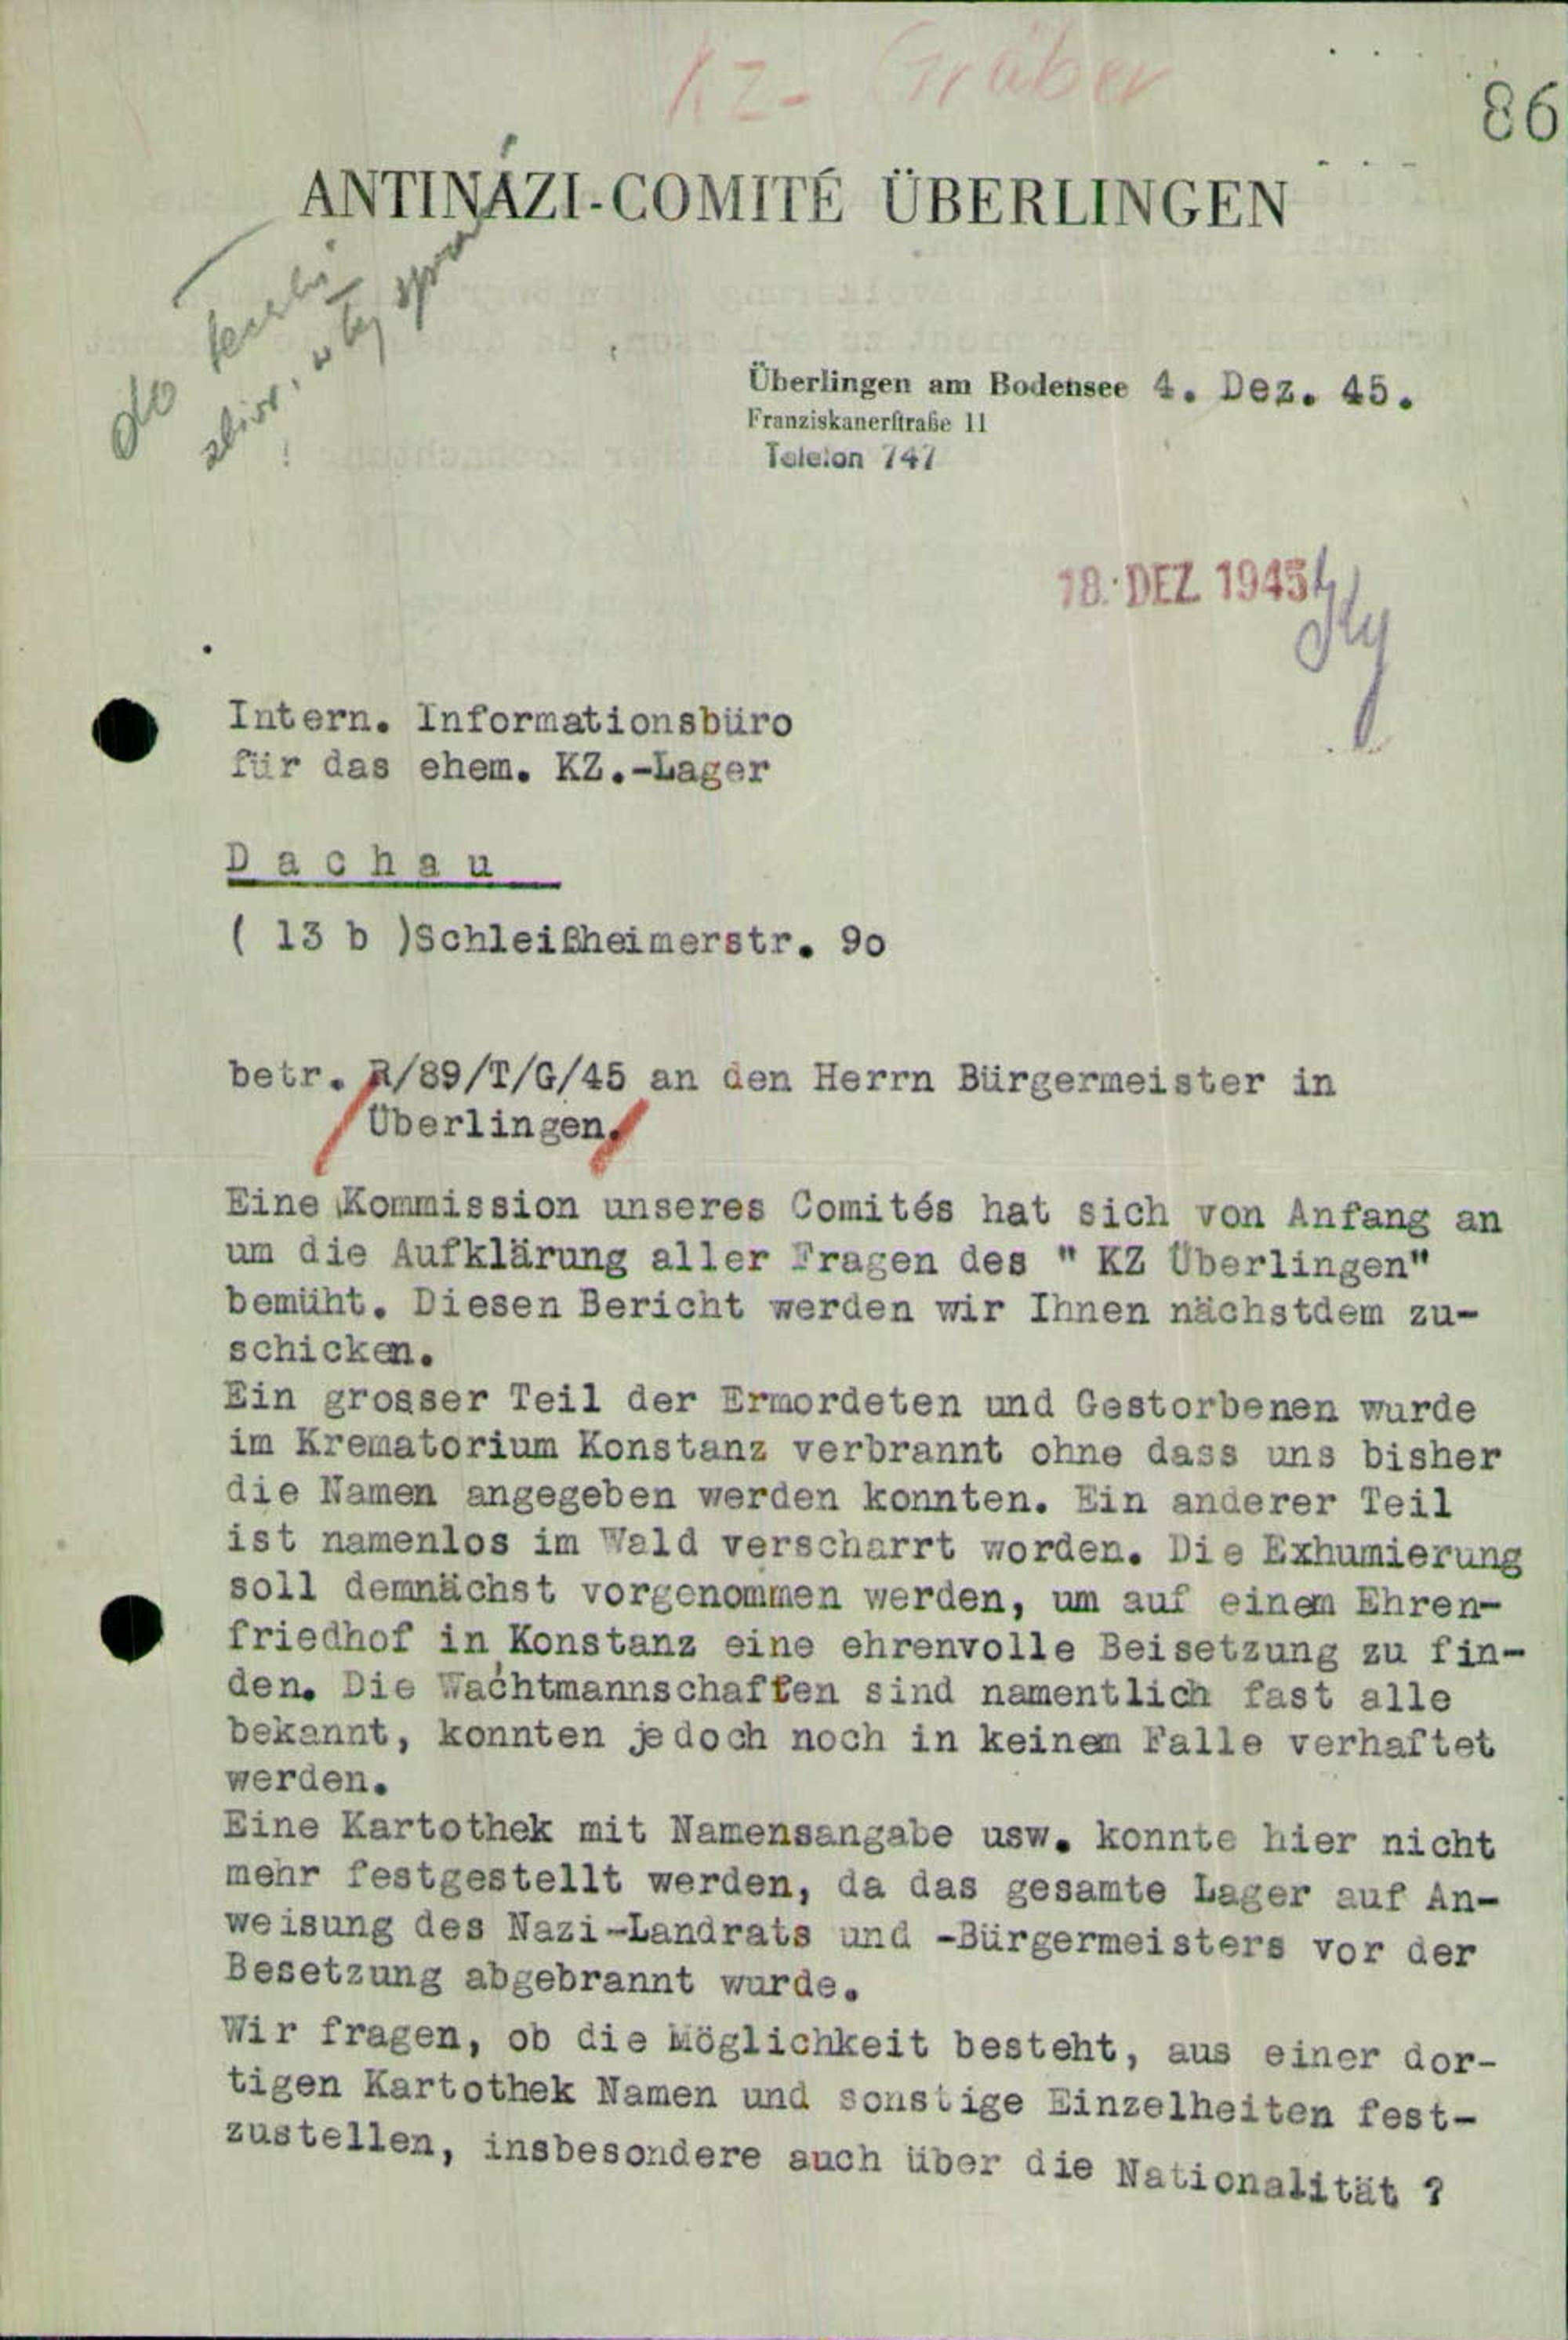 KZ- Gräber
86
ANTINAZI-COMITÉ ÜBERLINGEN
do
w tej
Überlingen am Bodensee 4. Dez. 45.
Franziskanerſtraße 11
Telefon 747
18. DEZ. 1945
Intern. Informationsbüro
für das ehem. KZ.-Lager
D a c h a u
( 13 b )Schleißheimerstr. 9o
betr. R/89/T/G/45 an den Herrn Bürgermeister in
Überlingen.
Eine Kommission unseres Comités hat sich von Anfang an
um die Aufklärung aller Fragen des " KZ Überlingen"
bemüht. Diesen Bericht werden wir Ihnen nächstdem zu-
schicken.
Ein grosser Teil der Ermordeten und Gestorbenen wurde
im Krematorium Konstanz verbrannt ohne dass uns bisher
die Namen angegeben werden konnten. Ein anderer Teil
ist namenlos im Wald verscharrt worden. Die Exhumierung
soll demnächst vorgenommen werden, um auf einem Ehren-
friedhof in Konstanz eine ehrenvolle Beisetzung zu fin-
den. Die Wachtmannschaften sind namentlich fast alle
bekannt, konnten jedoch noch in keinem Falle verhaftet
werden.
Eine Kartothek mit Namensangabe usw. konnte hier nicht
mehr festgestellt werden, da das gesamte Lager auf An-
weisung des Nazi-Landrats und -Bürgermeisters vor der
Besetzung abgebrannt wurde.
Wir fragen, ob die Möglichkeit besteht, aus einer dor-
tigen Kartothek Namen und sonstige Einzelheiten fest-
zustellen, insbesondere auch über die Nationalität ?